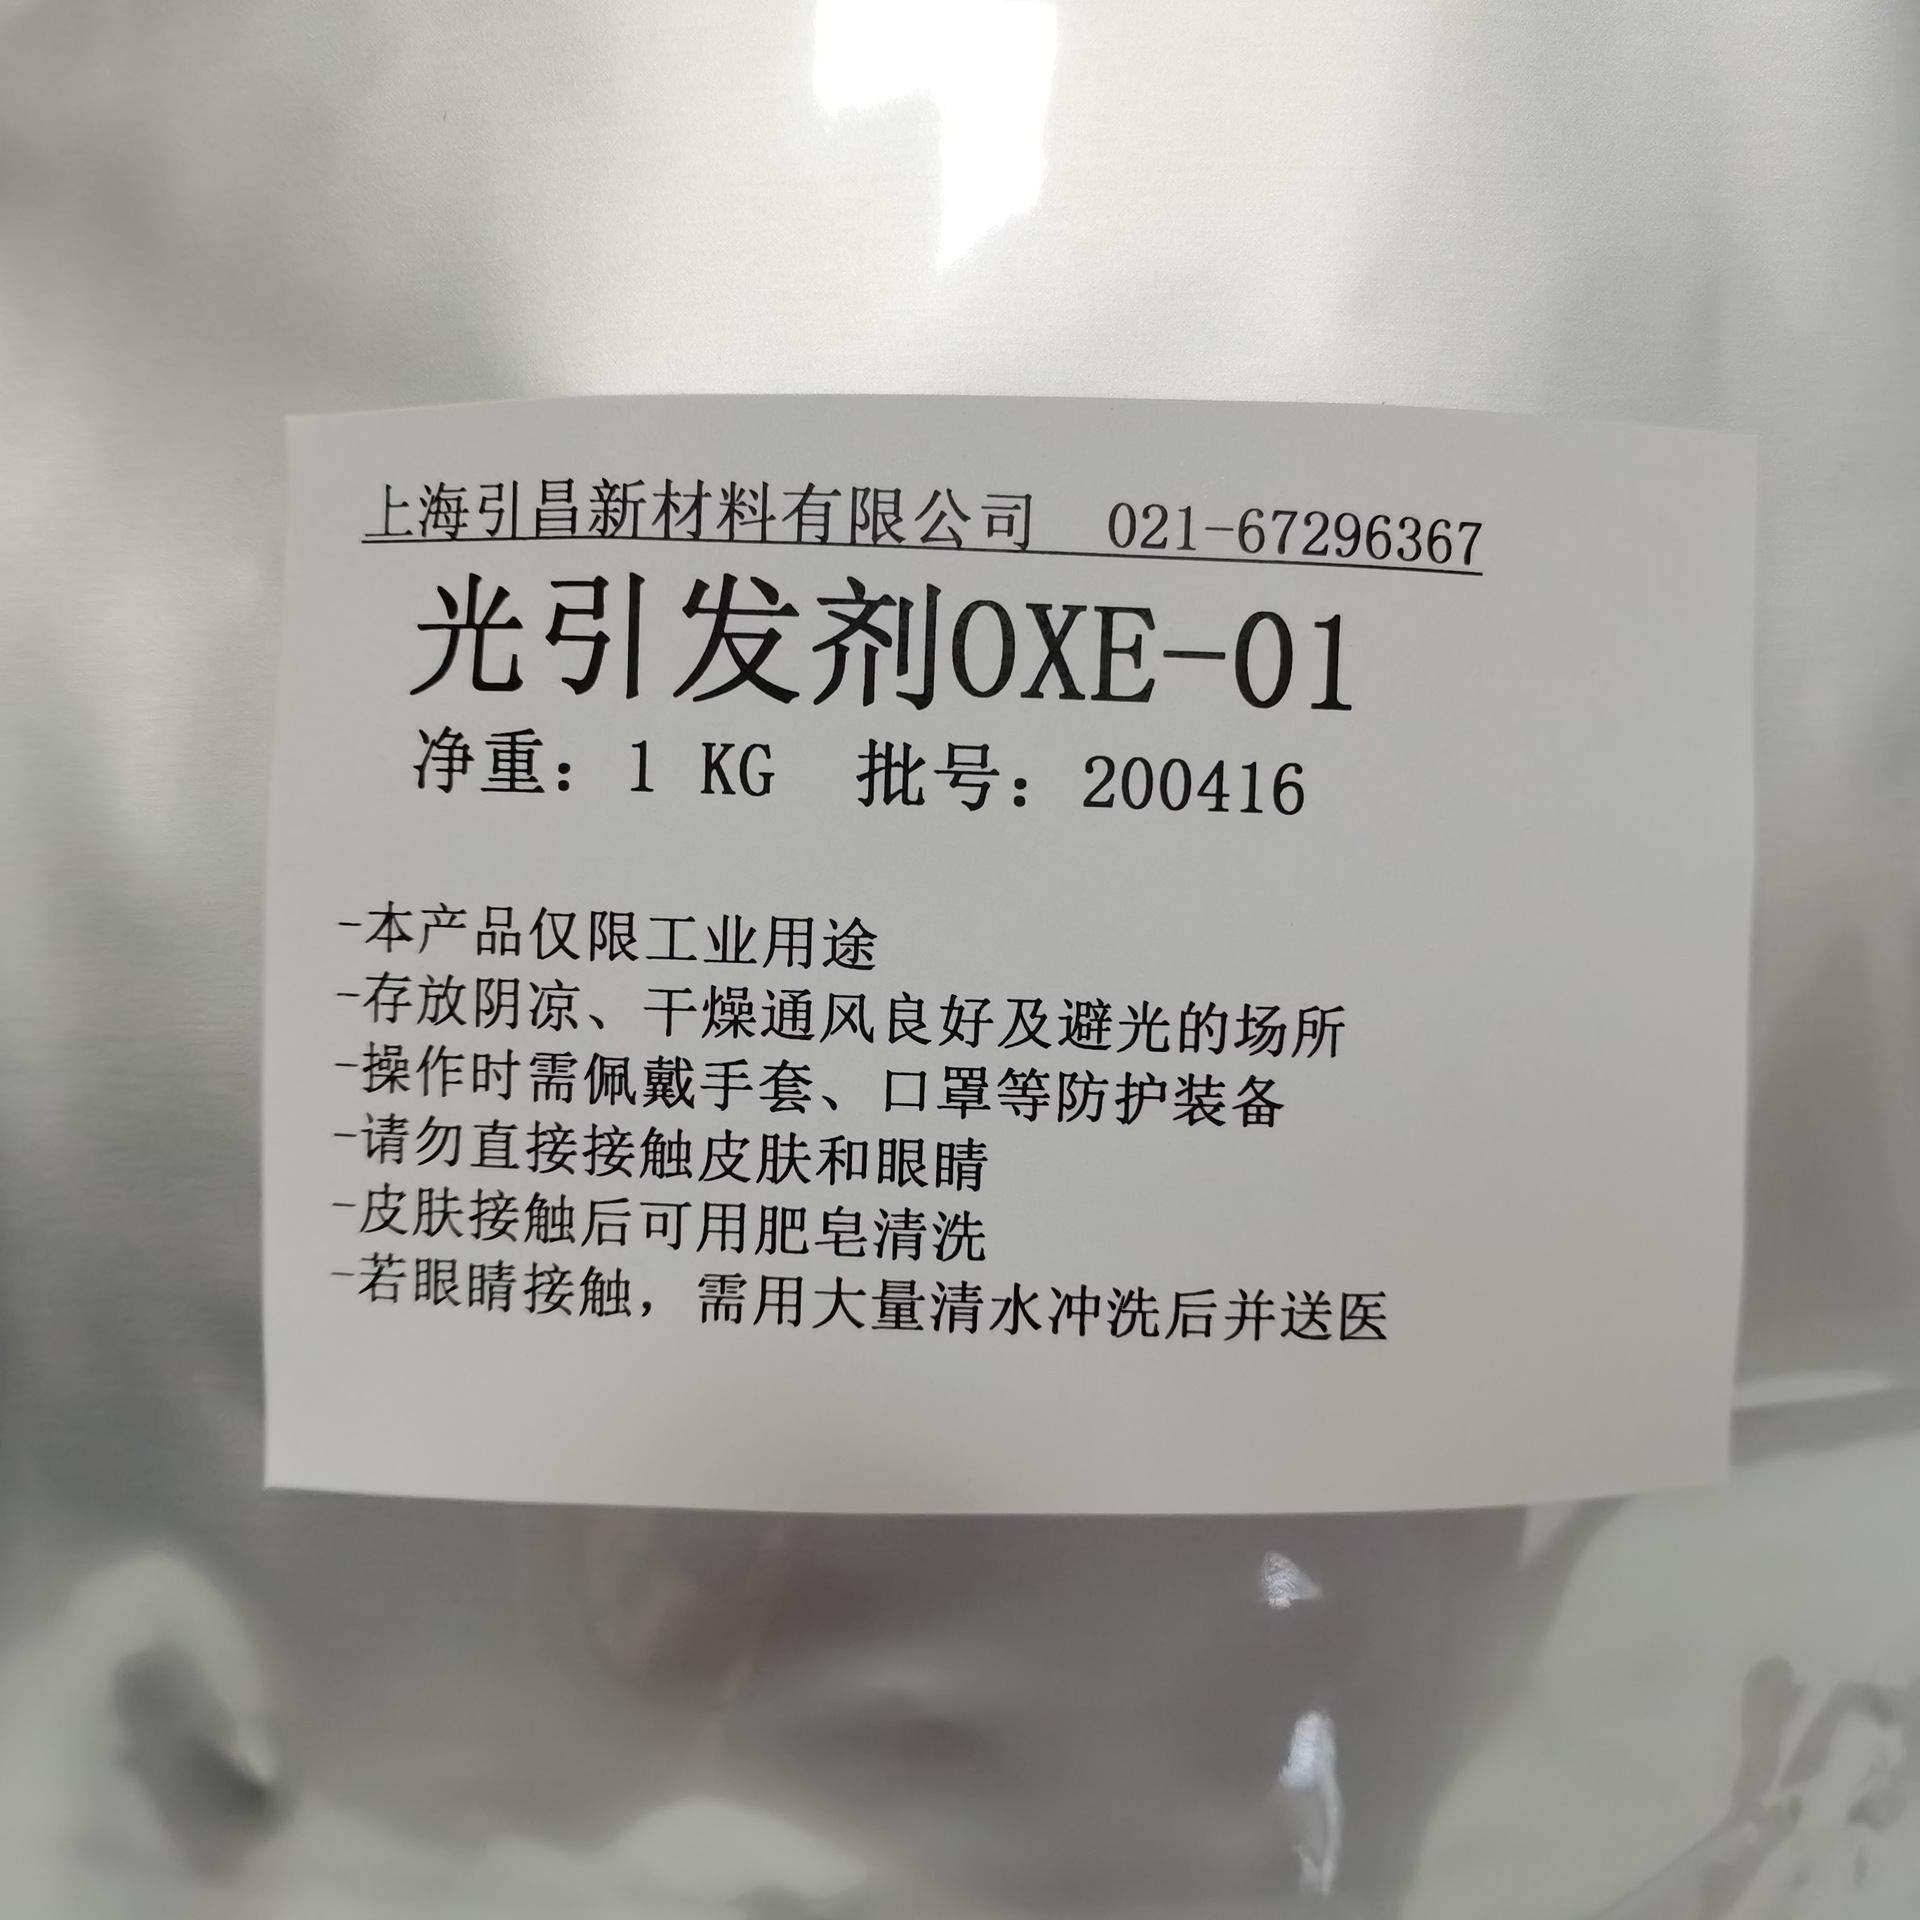 上海引昌新材料有限公司 021-67296367
光引发剂OXE-01
净重：1 KG 批号：200416
-本产品仅限工业用途
-存放阴凉、干燥通风良好及避光的场所
-操作时需佩戴手套、口罩等防护装备
-请勿直接接触皮肤和眼睛
-皮肤接触后可用肥皂清洗
-若眼睛接触，需用大量清水冲洗后并送医